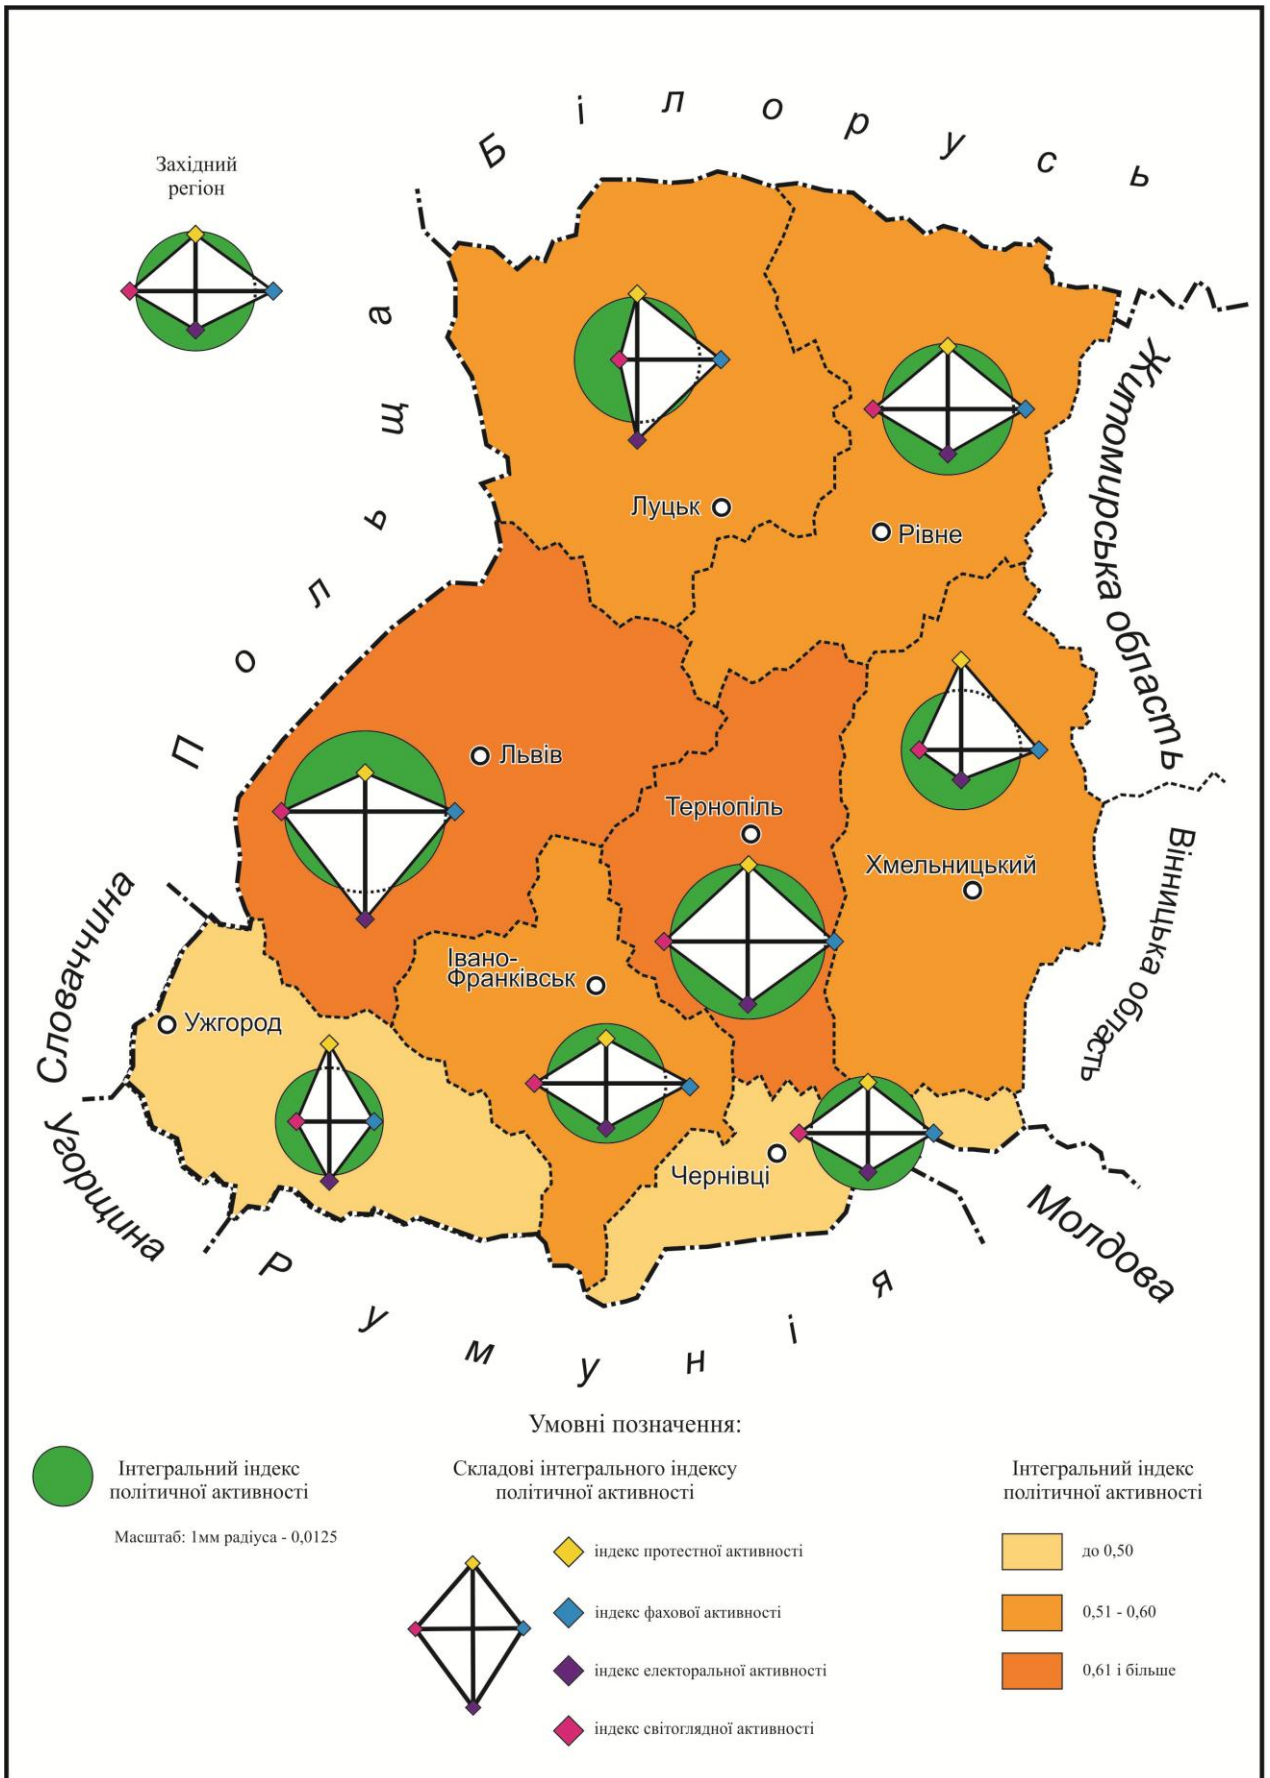 Білорусь
Західний
регіон
Польща
Житомирська область
Луцьк
Рівне
Львів
Тернопіль
Хмельницький
Вінницька область
Словаччина
Івано-
Франківськ
Ужгород
Угорщина
Чернівці
Молдова
Румунія
Умовні позначення:
Інтегральний індекс
політичної активності
Масштаб: 1мм радіуса - 0,0125
Складові інтегрального індексу
політичної активності
індекс протестної активності
індекс фахової активності
індекс електоральної активності
індекс світоглядної активності
Інтегральний індекс
політичної активності
до 0,50
0,51 - 0,60
0,61 і більше